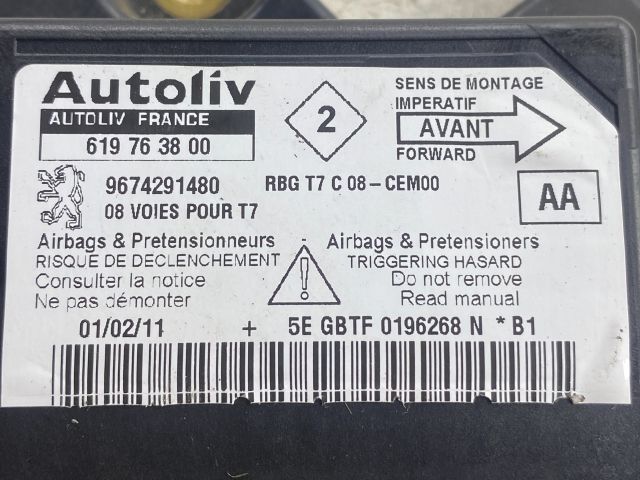 Autoliv
AUTOLIV FRANCE
619 76 38 00
2
SENS DE MONTAGE
IMPERATIF
AVANT
FORWARD
9674291480
RBG T7 C 08-CEM00
08 VOIES POUR T7
AA
Airbags & Pretensionneurs
RISQUE DE DECLENCHEMENT
Consulter la notice
Ne pas démonter
!
Airbags & Pretensioners
TRIGGERING HASARD
Do not remove
Read manual
01/02/11 + 5E GBTF 0196268 N * B1